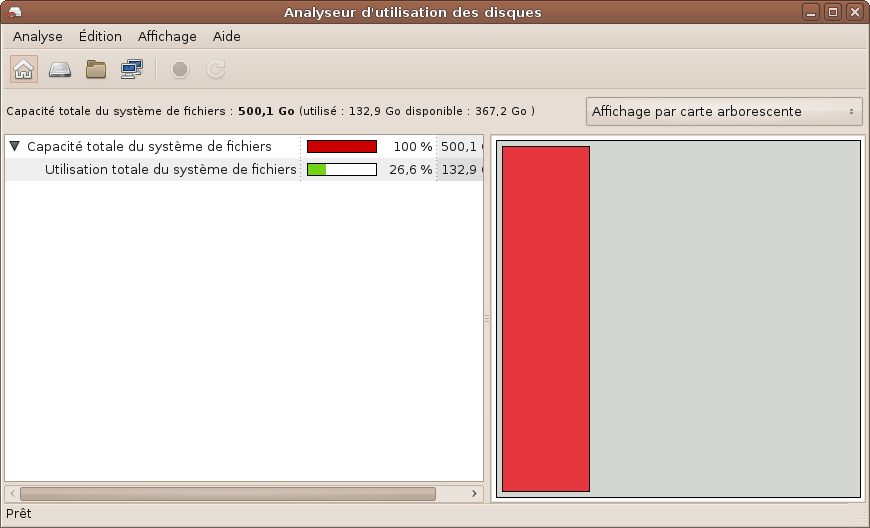 Analyseur d'utilisation des disques
Analyse Édition Affichage Aide
Capacité totale du système de fichiers : 500,1 Go (utilisé : 132,9 Go disponible : 367,2 Go )
Affichage par carte arborescente
Capacité totale du système de fichiers 100 % 500,1
Utilisation totale du système de fichiers 26,6 % 132,9
Prêt